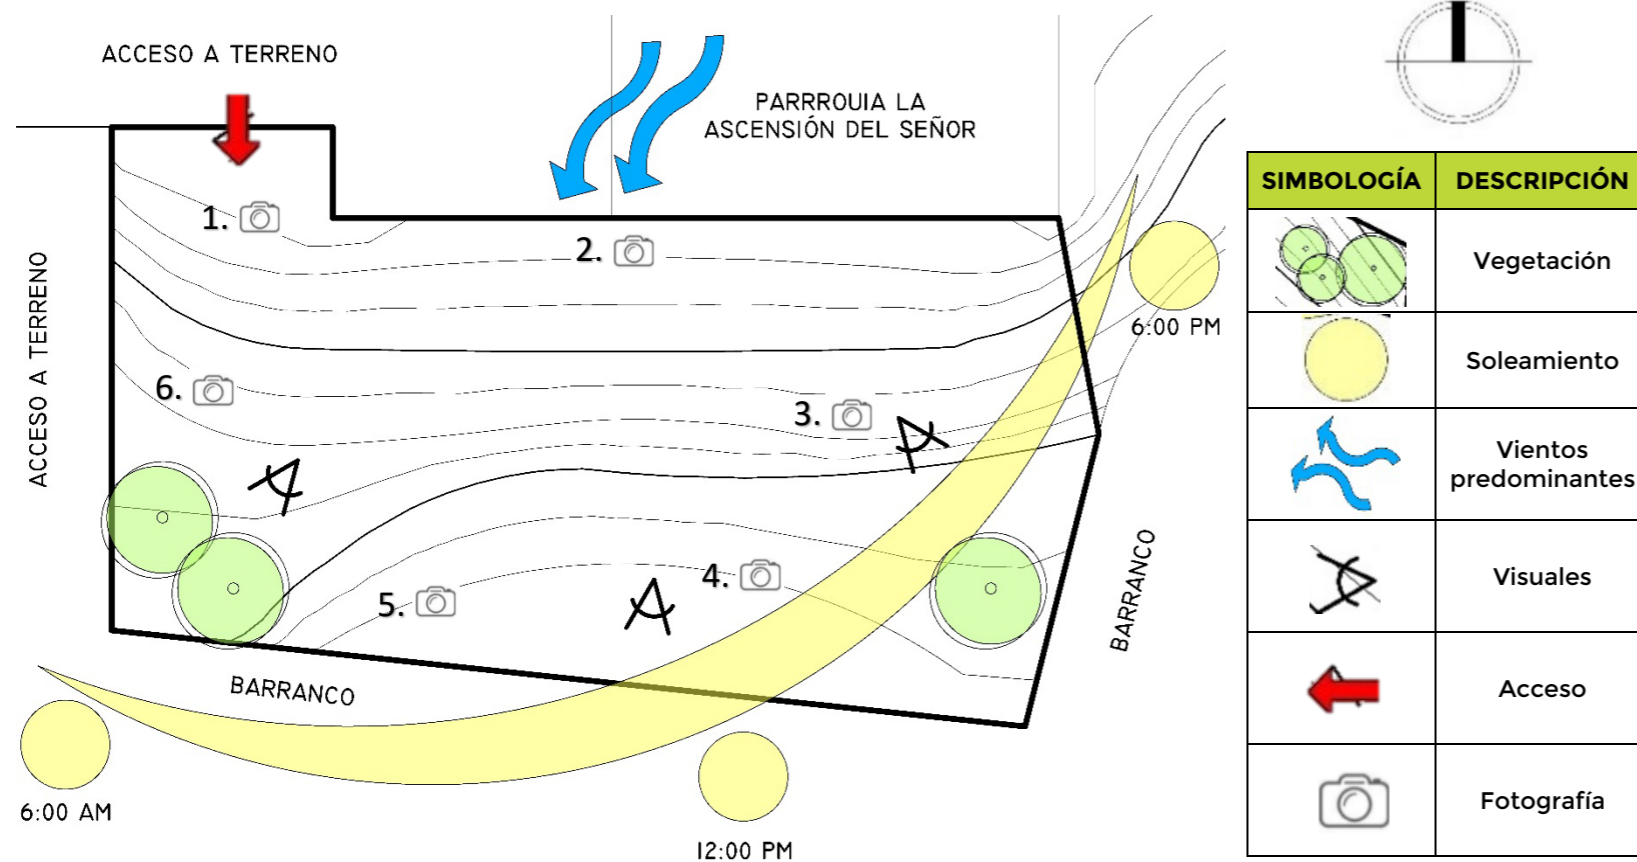 ACCESO A TERRENO
PARRROUIA LA
ASCENSIÓN DEL SEÑOR
1.
2.
ACCESO A TERRENO
6:00 PM
6.
3.
4.
5.
BARRANCO
BARRANCO
6:00 AM
12:00 PM
SIMBOLOGÍA DESCRIPCIÓN
Vegetación
Soleamiento
Vientos
predominantes
Visuales
Acceso
Fotografía